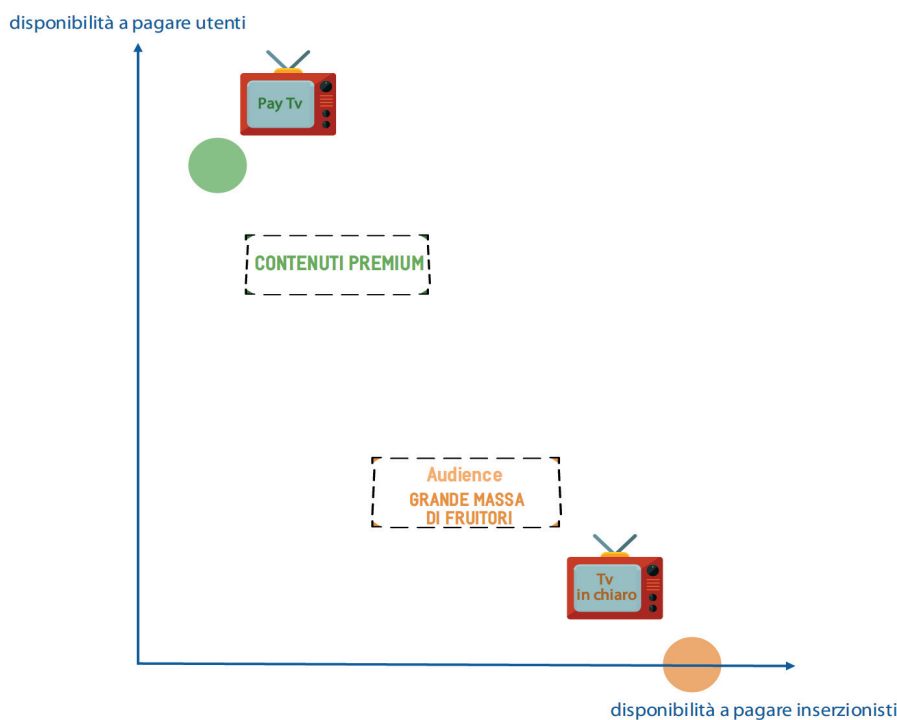 disponibilità a pagare utenti
Pay Tv
CONTENUTI PREMIUM
Audience
GRANDE MASSA
DI FRUITORI
Tv
in chiaro
disponibilità a pagare inserzionisti